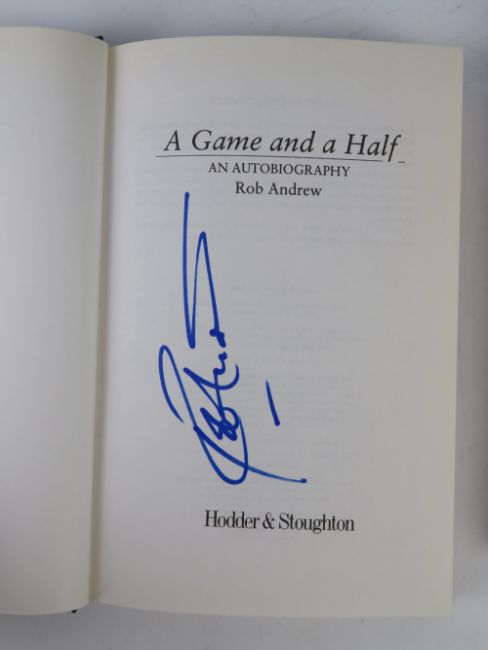 A Game and a Half
AN AUTOBIOGRAPHY
Rob Andrew
Hodder & Stoughton